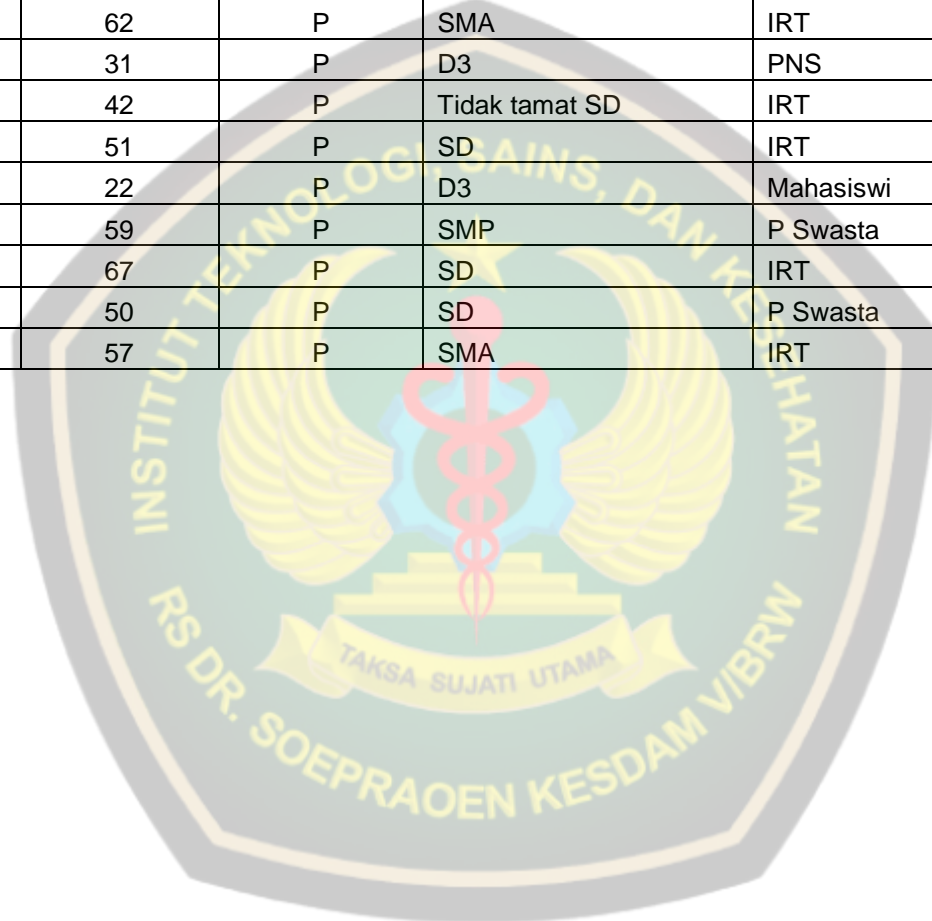 62 P SMA IRT
31 P D3 PNS
42 P Tidak tamat SD IRT
51 P SD IRT
22 P D3 Mahasiswi
59 P SMP P Swasta
67 P SD IRT
50 P SD P Swasta
57 P SMA IRT
INSTITUT TEKNOLOGI, SAINS, DAN KESEHATAN
TAKSA SUJATI UTAMA
RS DR. SOEPRAOEN KESDAM V/BRW